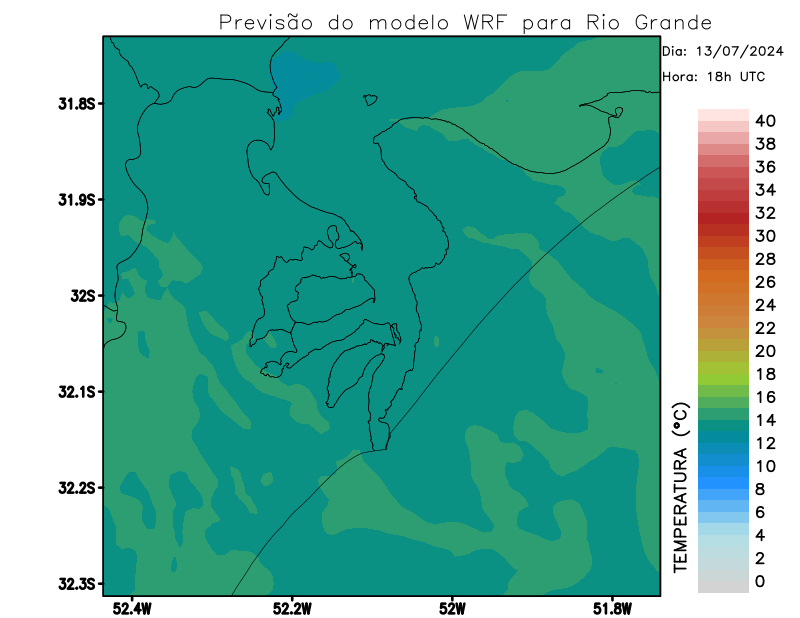 Previsão do modelo WRF para Rio Grande
Dia: 13/07/2024
Hora: 18h UTC
31.8S
31.9S
32S
32.1S
32.2S
32.3S
52.4W
52.2W
52W
51.8W
TEMPERATURA (°C)
40
38
36
34
32
30
28
26
24
22
20
18
16
14
12
10
8
6
4
2
0